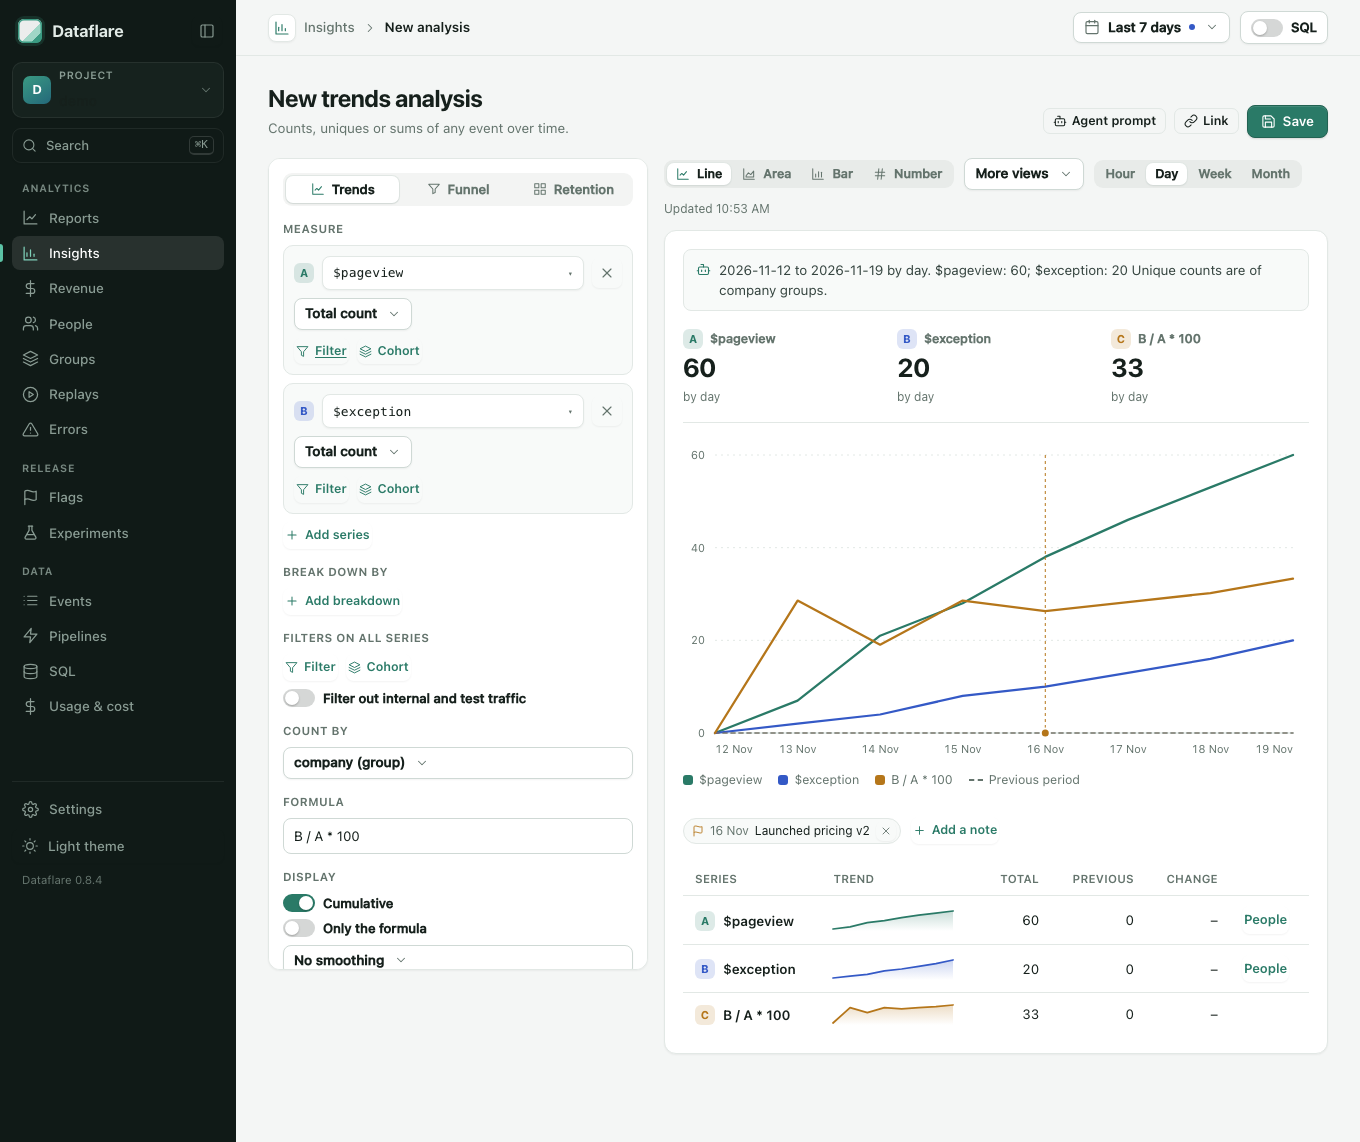 Dataflare
PROJECT
D
Search
⌘K
ANALYTICS
Reports
Insights
Revenue
People
Groups
Replays
Errors
RELEASE
Flags
Experiments
DATA
Events
Pipelines
SQL
Usage & cost
Settings
Light theme
Dataflare 0.8.4
Insights > New analysis
Last 7 days
SQL
New trends analysis
Counts, uniques or sums of any event over time.
Agent prompt
Link
Save
Trends
Funnel
Retention
MEASURE
A $pageview
Total count
Filter Cohort
B $exception
Total count
Filter Cohort
+ Add series
BREAK DOWN BY
+ Add breakdown
FILTERS ON ALL SERIES
Filter Cohort
Filter out internal and test traffic
COUNT BY
company (group)
FORMULA
B / A * 100
DISPLAY
Cumulative
Only the formula
No smoothing
Line Area Bar Number
More views
Hour Day Week Month
Updated 10:53 AM
2026-11-12 to 2026-11-19 by day. $pageview: 60; $exception: 20 Unique counts are of
company groups.
A $pageview
60
by day
B $exception
20
by day
C B / A * 100
33
by day
60
40
20
0
12 Nov 13 Nov 14 Nov 15 Nov 16 Nov 17 Nov 18 Nov 19 Nov
$pageview $exception B / A * 100 Previous period
16 Nov Launched pricing v2 ×
+ Add a note
SERIES TREND TOTAL PREVIOUS CHANGE
A $pageview 60 0 – People
B $exception 20 0 – People
C B / A * 100 33 0 –